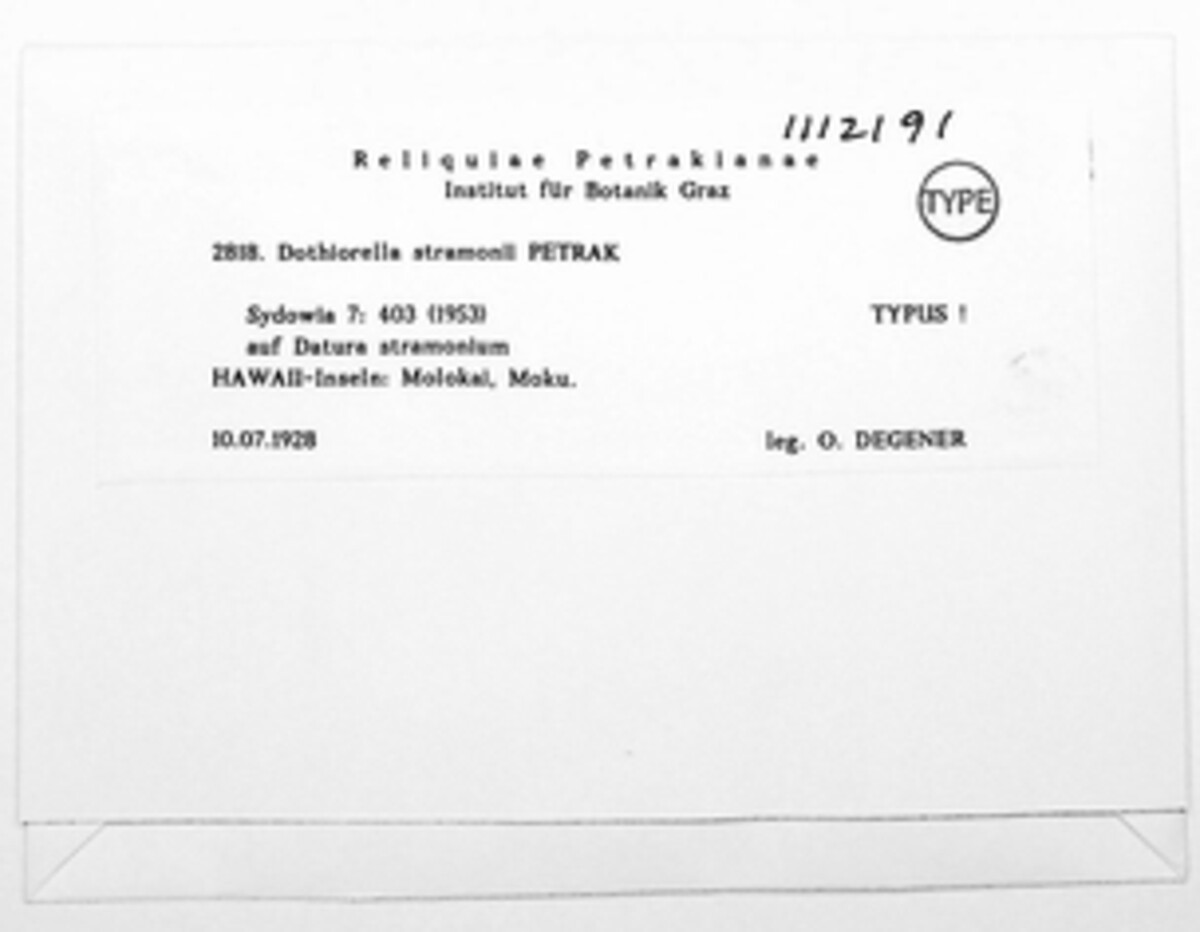 1112191
Reliquiae Petrakianae
Institut für Botanik Graz
TYPE
2818. Dothiorella stramonii PETRAK
Sydowia 7: 403 (1953) TYPUS !
auf Datura stramonium
HAWAII-Inseln: Molokai, Moku.
10.07.1928 leg. O. DEGENER